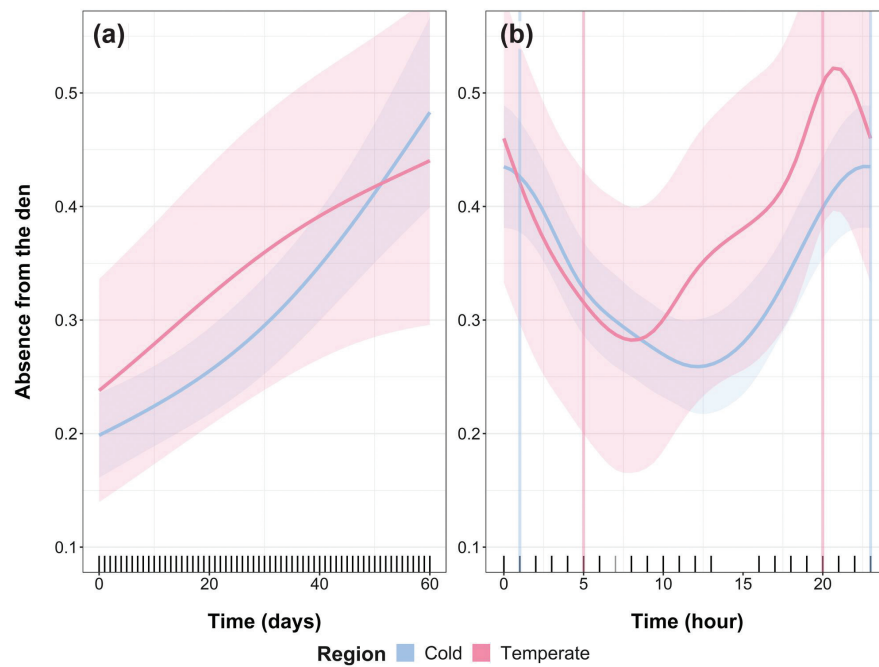 (a)
(b)
Absence from the den
0.5
0.4
0.3
0.2
0.1
0.5
0.4
0.3
0.2
0.1
0 20 40 60
0 5 10 15 20
Time (days)
Time (hour)
Region Cold Temperate